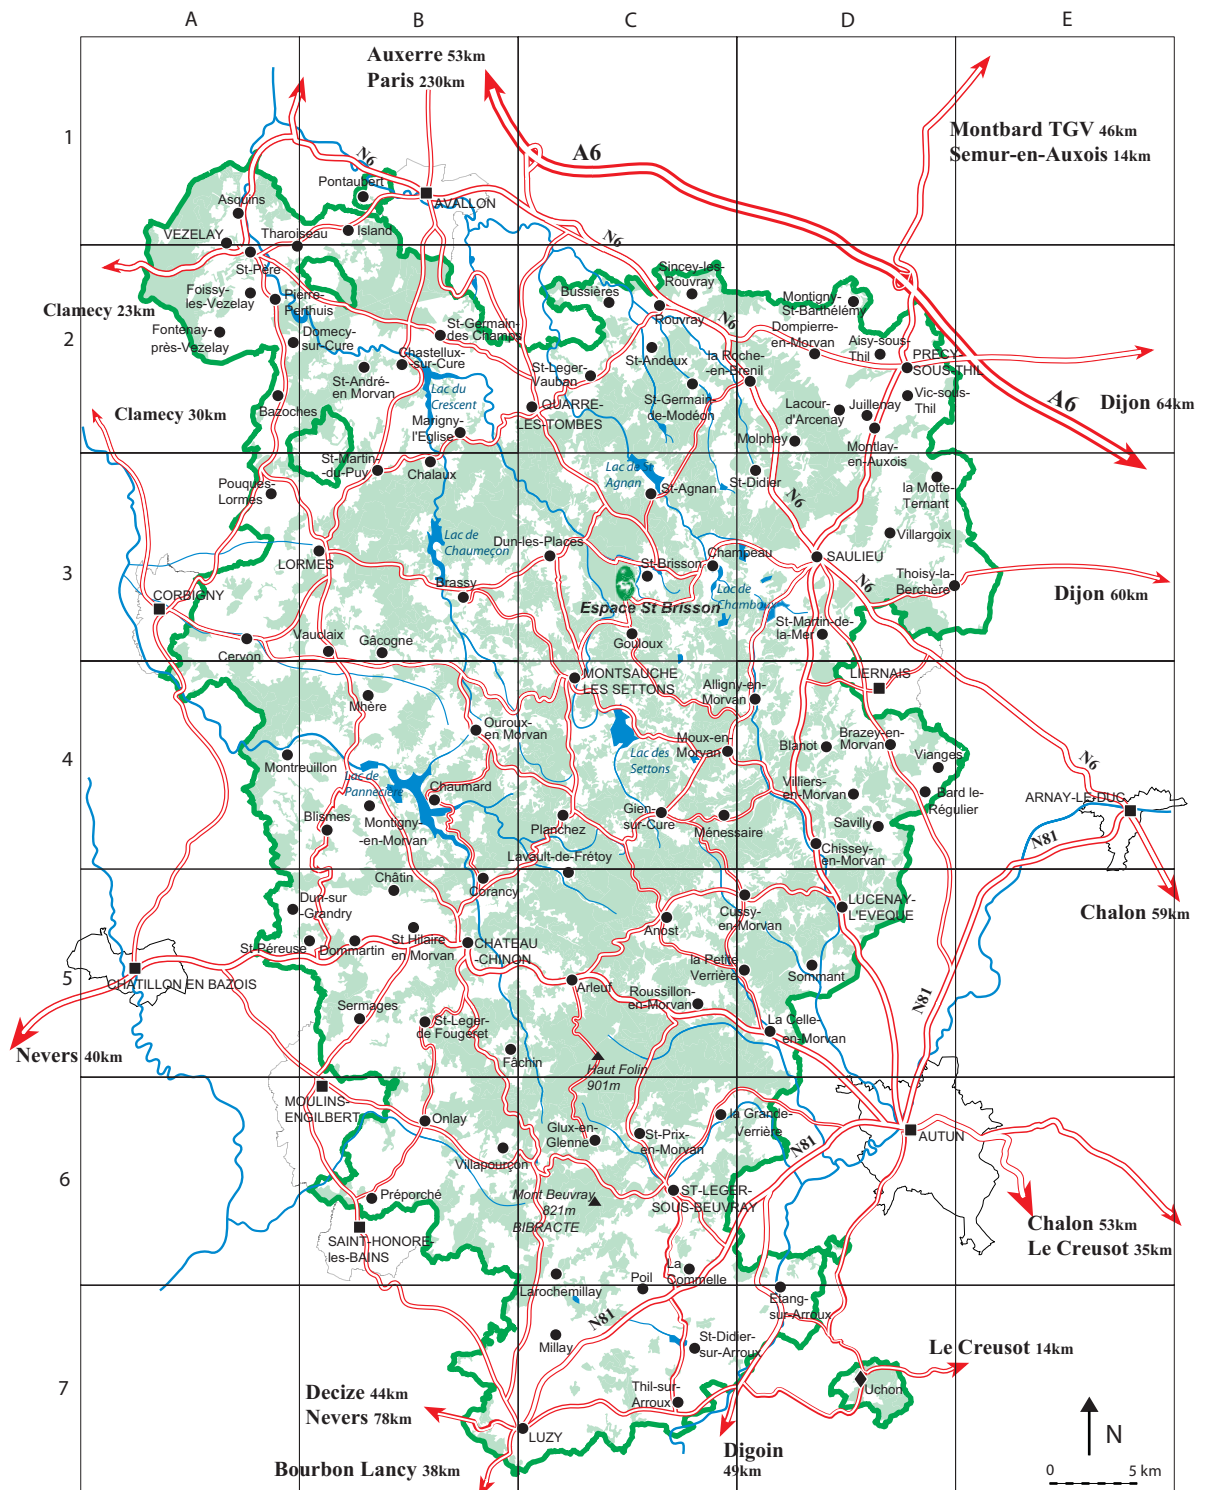 A
B
C
D
E
Auxerre 53km
Paris 230km
1
A6
Montbard TGV 46km
Semur-en-Auxois 14km
N6
Pontaubert
AVALLON
Asquins
VEZELAY
Tharoiseau
Island
N6
St-Père
Sincey-les-
Rouvray
Foissy-
les-Vezelay
Pierre-
Perthuis
Bussières
Montigny-
St-Barthélémy
Clamecy 23km
Rouvray
N6
Dompierre-
en-Morvan
2
Fontenay-
près-Vezelay
Domecy-
sur-Cure
St-Germain-
des Champs
Aisy-sous-
Thil
PRECY-
SOUS-THIL
Chastellux-
-sur-Cure
St-Andeux
la Roche-
-en-Brenil
St-Leger-
Vauban
St-André-
en Morvan
Lac du
Crescent
Vic-sous-
Thil
A6
Dijon 64km
Clamecy 30km
Bazoches
QUARRE-
LES-TOMBES
St-Germain-
de-Modéon
Lacour-
d'Arcenay
Juillenay
Marigny-
l'Eglise
Molphey
Montlay-
en-Auxois
St-Martin-
-du-Puy
Chalaux
Lac de St
Agnan
St-Didier
Pouques-
Lormes
St-Agnan
la Motte-
Ternant
N6
Lac de
Chaumeçon
Dun-les-Places
Villargoix
LORMES
Champeau
SAULIEU
3
St-Brisson
Brassy
Thoisy-la-
Berchère
N6
Lac de
Chamboux
CORBIGNY
Espace St Brisson
Dijon 60km
Vauclaix
Gâcogne
Gouloux
St-Martin-de-
la-Mer
Cervon
MONTSAUCHE
LES SETTONS
LIERNAIS
Alligny-en-
Morvan
Mhère
Ouroux-
en Morvan
Moux-en-
Morvan
Blanot
Brazey-en-
Morvan
Lac des
Settons
Vianges
4
Montreuillon
Lac de
Pannecière
N6
Chaumard
Villiers-
en-Morvan
Bard le-
Régulier
ARNAY-LE-DUC
Blismes
Montigny-
-en-Morvan
Planchez
Gien-
sur-Cure
Ménessaire
Savilly
N81
Chissey-
en-Morvan
Lavault-de-Frétoy
Châtin
Corancy
Dun-sur
-Grandry
LUCENAY-
L'EVEQUE
Chalon 59km
Cussy-
en-Morvan
St-Péreuse
Dommartin
St Hilaire
en Morvan
CHATEAU
-CHINON
Anost
5
la Petite
Verrière
Sommant
CHATILLON EN BAZOIS
Arleuf
Roussillon-
en-Morvan
N81
Sermages
St-Leger-
de Fougeret
La Celle-
en-Morvan
Nevers 40km
Fâchin
Haut Folin
901m
MOULINS-
ENGILBERT
Onlay
la Grande-
Verrière
Glux-en-
Glenne
St-Prix-
en-Morvan
AUTUN
N81
Villapourçon
6
Préporché
Mont Beuvray
821m
BIBRACTE
ST-LEGER-
SOUS-BEUVRAY
Chalon 53km
Le Creusot 35km
SAINT-HONORE-
les-BAINS
La
Commelle
Poil
Larochemillay
Etang-
sur-Arroux
N81
Millay
St-Didier-
sur-Arroux
Le Creusot 14km
7
Decize 44km
Nevers 78km
Thil-sur-
Arroux
Uchon
LUZY
N
Digoin
49km
Bourbon Lancy 38km
0
5 km